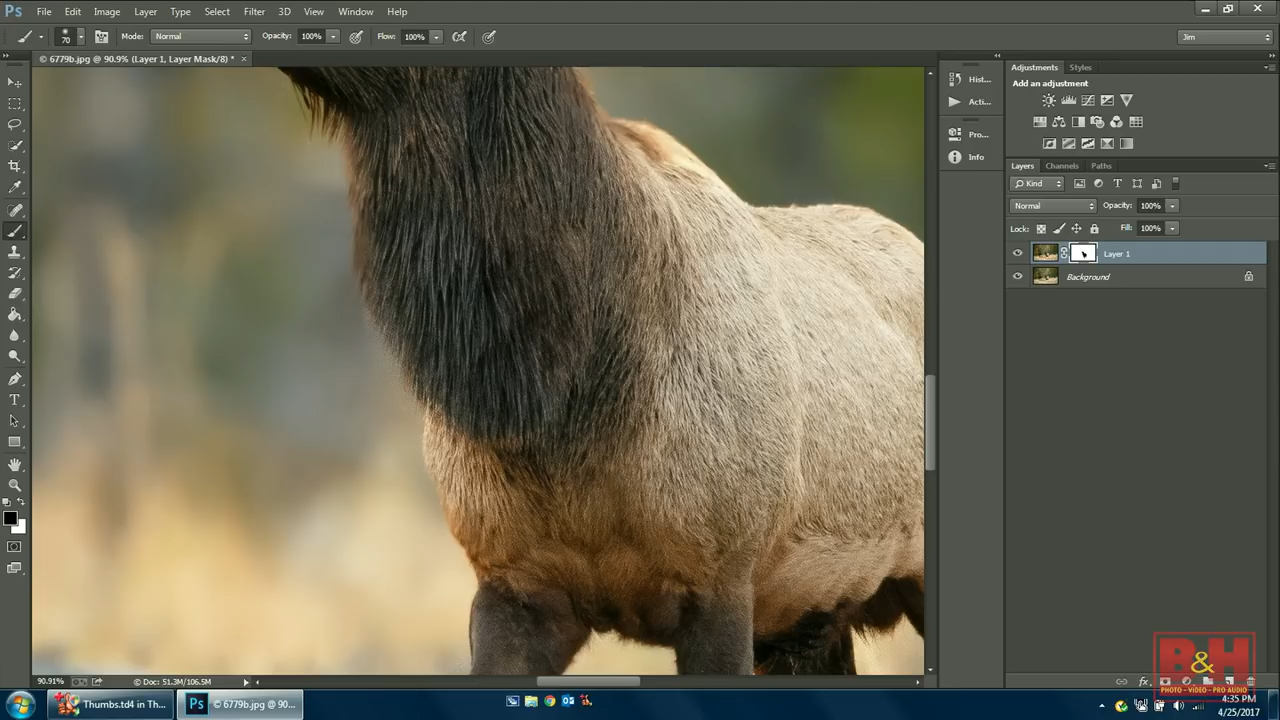 Ps File Edit Image Layer Type Select Filter 3D View Window Help
70 Mode: Normal Opacity: 100% Flow: 100% Jim
© 6779b.jpg @ 90.9% (Layer 1, Layer Mask/8) * ×
Adjustments Styles
Hist... Add an adjustment
Acti...
Pro...
Info
Layers Channels Paths
Kind
Normal Opacity: 100%
Lock: Fill: 100%
Layer 1
Background
90.91% Doc: 51.3M/106.5M
B&H
PHOTO - VIDEO - PRO AUDIO
Thumbs.td4 in Th... Ps © 6779b.jpg @ 90...
4:35 PM
4/25/2017